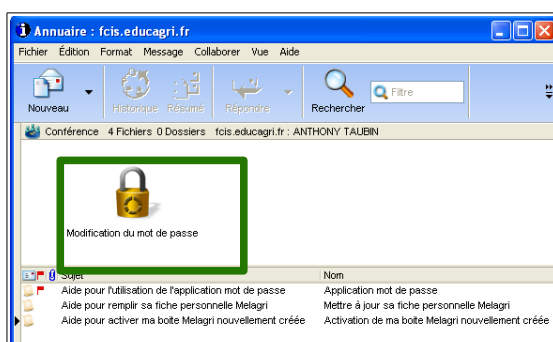 Annuaire : fcis.educagri.fr
Fichier Édition Format Message Collaborer Vue Aide
Nouveau Historique Résumé Répondre Rechercher Filtre
Conférence 4 Fichiers 0 Dossiers fcis.educagri.fr : ANTHONY TAUBIN
Modification du mot de passe
Sujet Nom
Aide pour l'utilisation de l'application mot de passe Application mot de passe
Aide pour remplir sa fiche personnelle Melagri Mettre à jour sa fiche personnelle Melagri
Aide pour activer ma boite Melagri nouvellement créée Activation de ma boite Melagri nouvellement créée